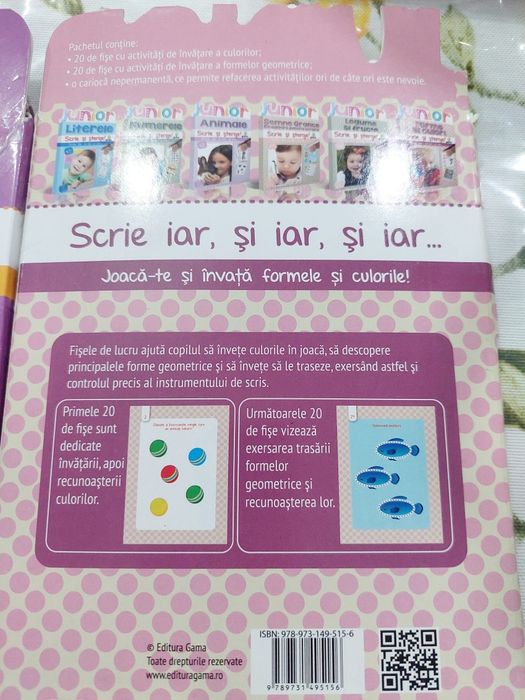 Pachetul conține:
• 20 de fișe cu activități de învățare a culorilor;
• 20 de fișe cu activități de învățare a formelor geometrice;
• o cariocă nepermanentă, ce permite refacerea activităților ori de câte ori este nevoie.
JUNIOR JUNIOR JUNIOR JUNIOR JUNIOR JUNIOR
Literele Numerele Animale Semne grafice Legume și fructe
Scrie și șterge! Scrie și șterge! Scrie și șterge! Scrie și șterge!
Scrie iar, și iar, și iar...
Joacă-te și învață formele și culorile!
Fișele de lucru ajută copilul să învețe culorile în joacă, să descopere
principalele forme geometrice și să învețe să le traseze, exersând astfel și
controlul precis al instrumentului de scris.
Primele 20
de fișe sunt
dedicate
învățării, apoi
recunoașterii
culorilor.
Următoarele 20
de fișe vizează
exersarea trasării
formelor
geometrice și
recunoașterea lor.
© Editura Gama
Toate drepturile rezervate
www.edituragama.ro
ISBN: 978-973-149-515-6
9 789731 495156